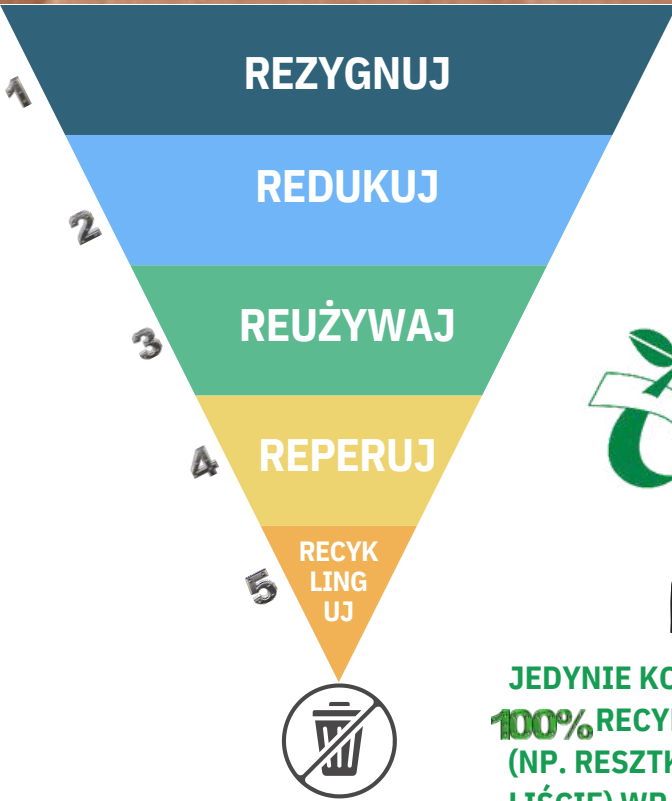 1
REZYGNUJ
2
REDUKUJ
3
REUŻYWAJ
4
REPERUJ
5
RECYK
LING
UJ
JEDYNIE KO
100% RECY
(NP. RESZTK